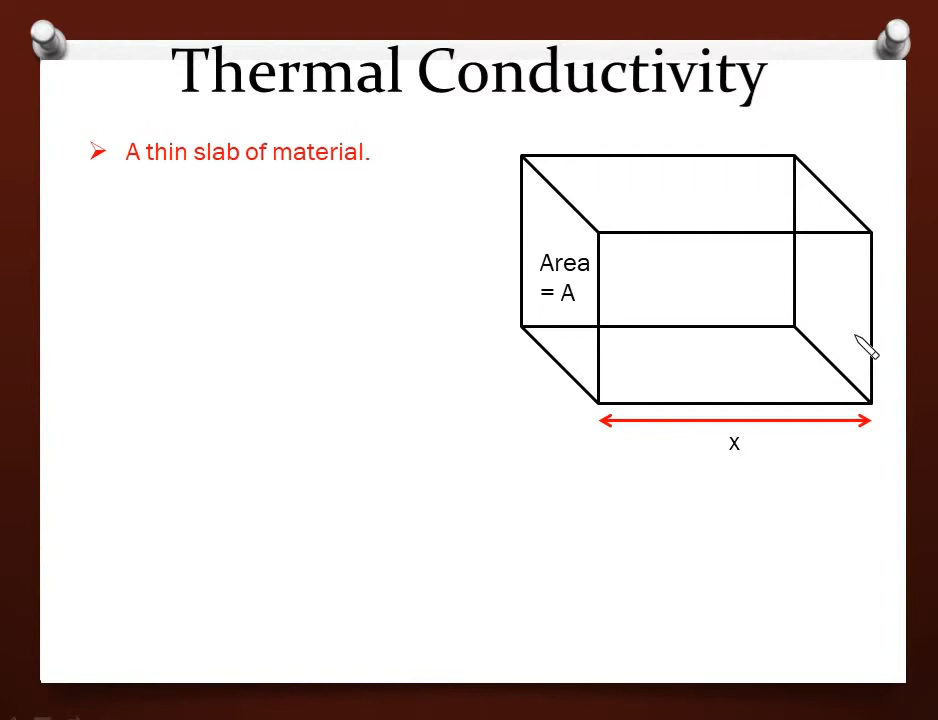 Thermal Conductivity
A thin slab of material.
Area
= A
x